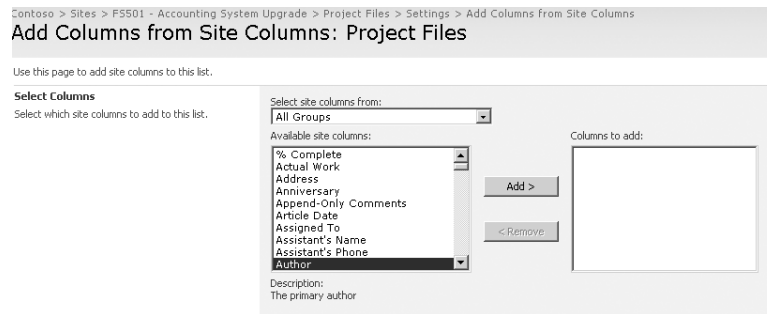 Contoso > Sites > FS501 - Accounting System Upgrade > Project Files > Settings > Add Columns from Site Columns
Add Columns from Site Columns: Project Files
Use this page to add site columns to this list.
Select Columns
Select which site columns to add to this list.
Select site columns from:
All Groups
Available site columns:
% Complete
Actual Work
Address
Anniversary
Append-Only Comments
Article Date
Assigned To
Assistant's Name
Assistant's Phone
Author
Add >
< Remove
Columns to add:
Description:
The primary author